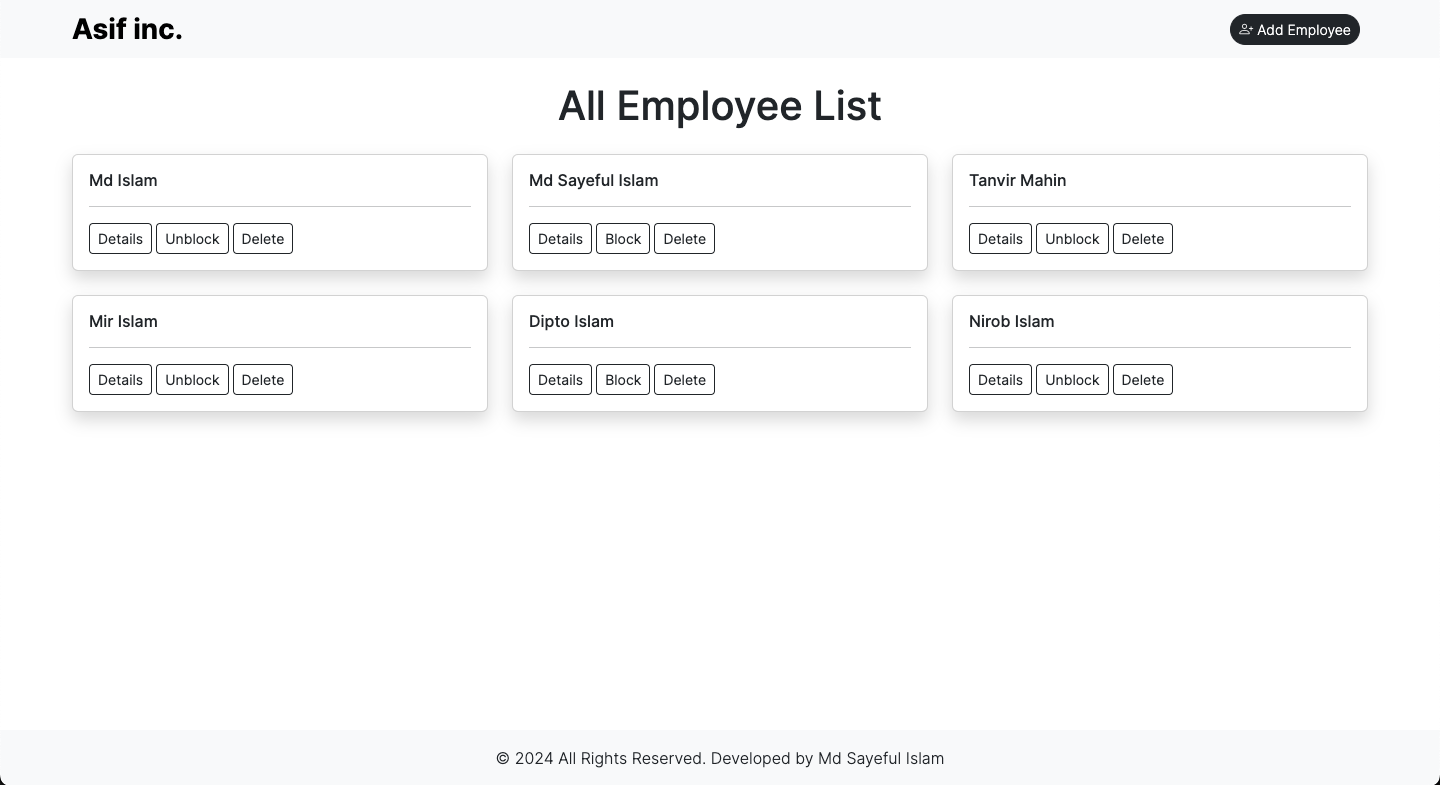 Asif inc.
Add Employee
All Employee List
Md Islam
Details Unblock Delete
Md Sayeful Islam
Details Block Delete
Tanvir Mahin
Details Unblock Delete
Mir Islam
Details Unblock Delete
Dipto Islam
Details Block Delete
Nirob Islam
Details Unblock Delete
© 2024 All Rights Reserved. Developed by Md Sayeful Islam